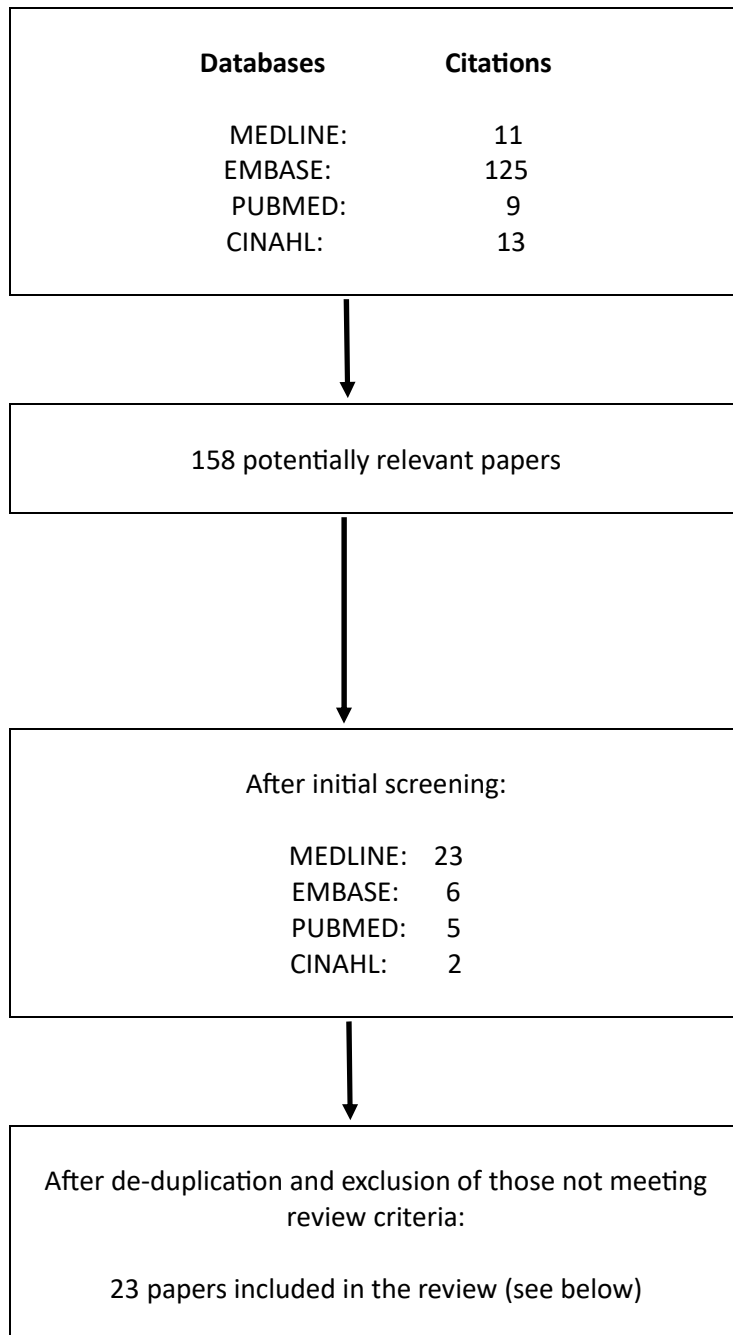 Databases Citations
MEDLINE: 11
EMBASE: 125
PUBMED: 9
CINAHL: 13
158 potentially relevant papers
After initial screening:
MEDLINE: 23
EMBASE: 6
PUBMED: 5
CINAHL: 2
After de-duplication and exclusion of those not meeting
review criteria:
23 papers included in the review (see below)